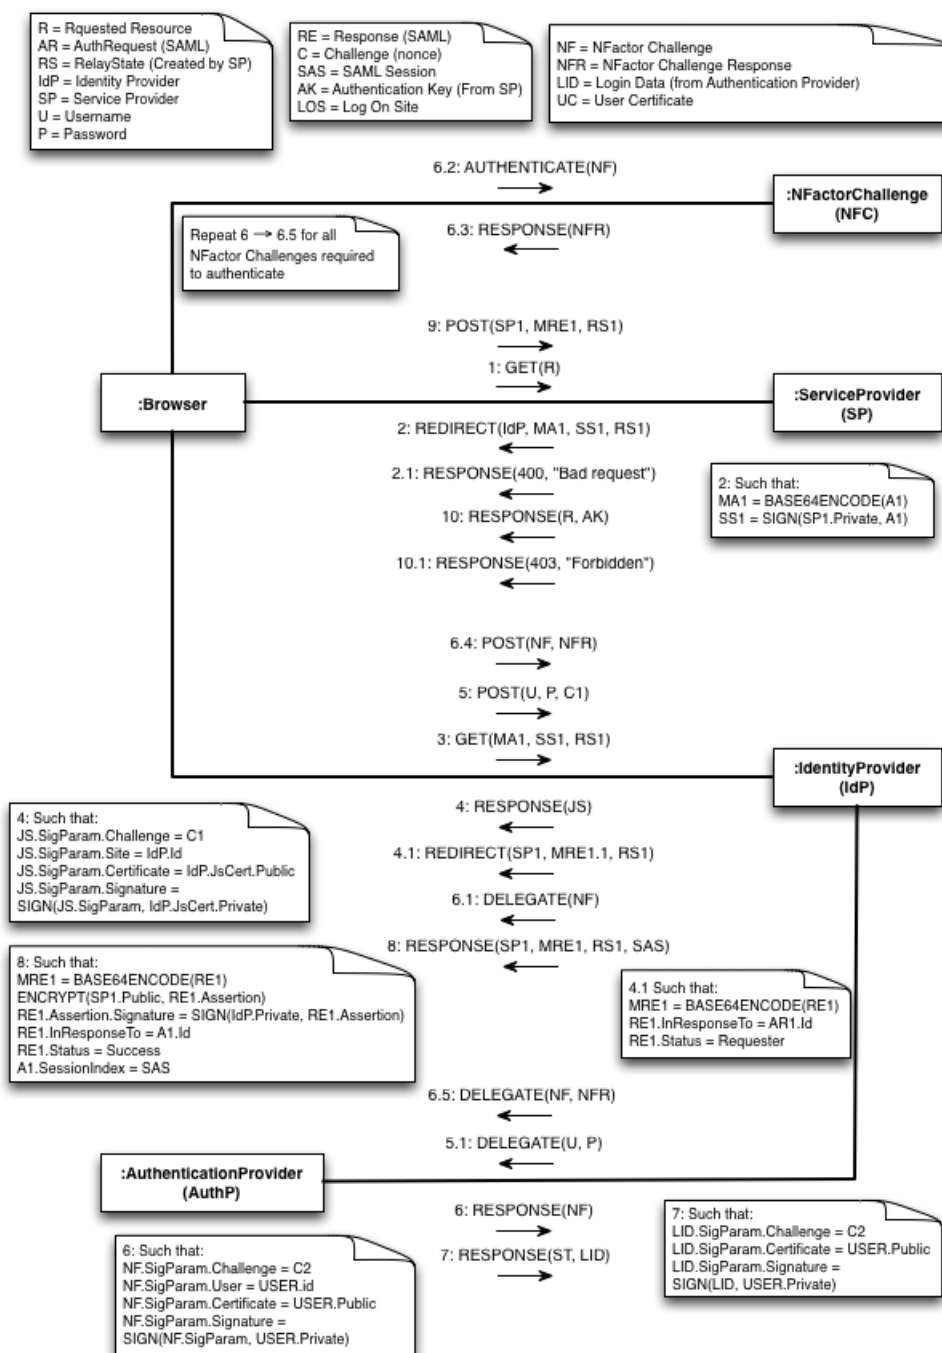 R = Rquested Resource
AR = AuthRequest (SAML)
RS = RelayState (Created by SP)
IdP = Identity Provider
SP = Service Provider
U = Username
P = Password
RE = Response (SAML)
C = Challenge (nonce)
SAS = SAML Session
AK = Authentication Key (From SP)
LOS = Log On Site
NF = NFactor Challenge
NFR = NFactor Challenge Response
LID = Login Data (from Authentication Provider)
UC = User Certificate
6.2: AUTHENTICATE(NF)
:NFactorChallenge
(NFC)
Repeat 6 → 6.5 for all
NFactor Challenges required
to authenticate
6.3: RESPONSE(NFR)
9: POST(SP1, MRE1, RS1)
1: GET(R)
:Browser
:ServiceProvider
(SP)
2: REDIRECT(IdP, MA1, SS1, RS1)
2.1: RESPONSE(400, "Bad request")
2: Such that:
MA1 = BASE64ENCODE(A1)
SS1 = SIGN(SP1.Private, A1)
10: RESPONSE(R, AK)
10.1: RESPONSE(403, "Forbidden")
6.4: POST(NF, NFR)
5: POST(U, P, C1)
3: GET(MA1, SS1, RS1)
:IdentityProvider
(IdP)
4: Such that:
JS.SigParam.Challenge = C1
JS.SigParam.Site = IdP.Id
JS.SigParam.Certificate = IdP.JsCert.Public
JS.SigParam.Signature =
SIGN(JS.SigParam, IdP.JsCert.Private)
4: RESPONSE(JS)
4.1: REDIRECT(SP1, MRE1.1, RS1)
6.1: DELEGATE(NF)
8: RESPONSE(SP1, MRE1, RS1, SAS)
8: Such that:
MRE1 = BASE64ENCODE(RE1)
ENCRYPT(SP1.Public, RE1.Assertion)
RE1.Assertion.Signature = SIGN(IdP.Private, RE1.Assertion)
RE1.InResponseTo = A1.Id
RE1.Status = Success
A1.SessionIndex = SAS
4.1 Such that:
MRE1 = BASE64ENCODE(RE1)
RE1.InResponseTo = AR1.Id
RE1.Status = Requester
6.5: DELEGATE(NF, NFR)
5.1: DELEGATE(U, P)
:AuthenticationProvider
(AuthP)
6: RESPONSE(NF)
7: RESPONSE(ST, LID)
6: Such that:
NF.SigParam.Challenge = C2
NF.SigParam.User = USER.id
NF.SigParam.Certificate = USER.Public
NF.SigParam.Signature =
SIGN(NF.SigParam, USER.Private)
7: Such that:
LID.SigParam.Challenge = C2
LID.SigParam.Certificate = USER.Public
LID.SigParam.Signature =
SIGN(LID, USER.Private)